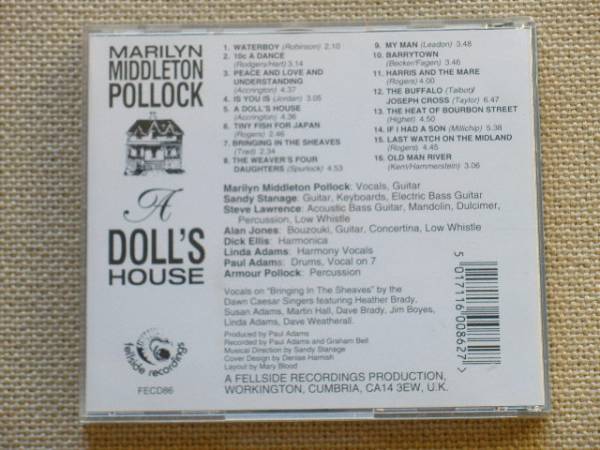 MARILYN
MIDDLETON
POLLOCK
A
DOLL'S
HOUSE
fellside recordings
FECD86
1. WATERBOY (Robinson) 2.10
2. 10c A DANCE
(Rodgers/Hart) 3.14
3. PEACE AND LOVE AND
UNDERSTANDING
(Accrington) 4.37
4. IS YOU IS (Jordan) 3.05
5. A DOLL'S HOUSE
(Accrington) 4.36
6. TINY FISH FOR JAPAN
(Rogers) 2.46
7. BRINGING IN THE SHEAVES
(Trad) 2.34
8. THE WEAVER'S FOUR
DAUGHTERS (Spurlock) 4.53
9. MY MAN (Leadon) 3.48
10. BARRYTOWN
(Becker/Fagen) 3.46
11. HARRIS AND THE MARE
(Rogers) 4.00
12. THE BUFFALO (Talbot)/
JOSEPH CROSS (Taylor) 6.47
13. THE HEAT OF BOURBON STREET
(Highet) 4.50
14. IF I HAD A SON (Millichip) 5.38
15. LAST WATCH ON THE MIDLAND
(Rogers) 4.45
16. OLD MAN RIVER
(Kern/Hammerstein) 3.06
Marilyn Middleton Pollock: Vocals, Guitar
Sandy Stanage: Guitar, Keyboards, Electric Bass Guitar
Steve Lawrence: Acoustic Bass Guitar, Mandolin, Dulcimer,
Percussion, Low Whistle
Alan Jones: Bouzouki, Guitar, Concertina, Low Whistle
Dick Ellis: Harmonica
Linda Adams: Harmony Vocals
Paul Adams: Drums, Vocal on 7
Armour Pollock: Percussion
Vocals on "Bringing In The Sheaves" by the
Dawn Caesar Singers featuring Heather Brady,
Susan Adams, Martin Hall, Dave Brady, Jim Boyes,
Linda Adams, Dave Weatherall.
Produced by Paul Adams
Recorded by Paul Adams and Graham Bell
Musical Direction by Sandy Stanage
Cover Design by Denise Harnish
Layout by Mary Blood
A FELLSIDE RECORDINGS PRODUCTION,
WORKINGTON, CUMBRIA, CA14 3EW, U.K.
5 017116 008627 >